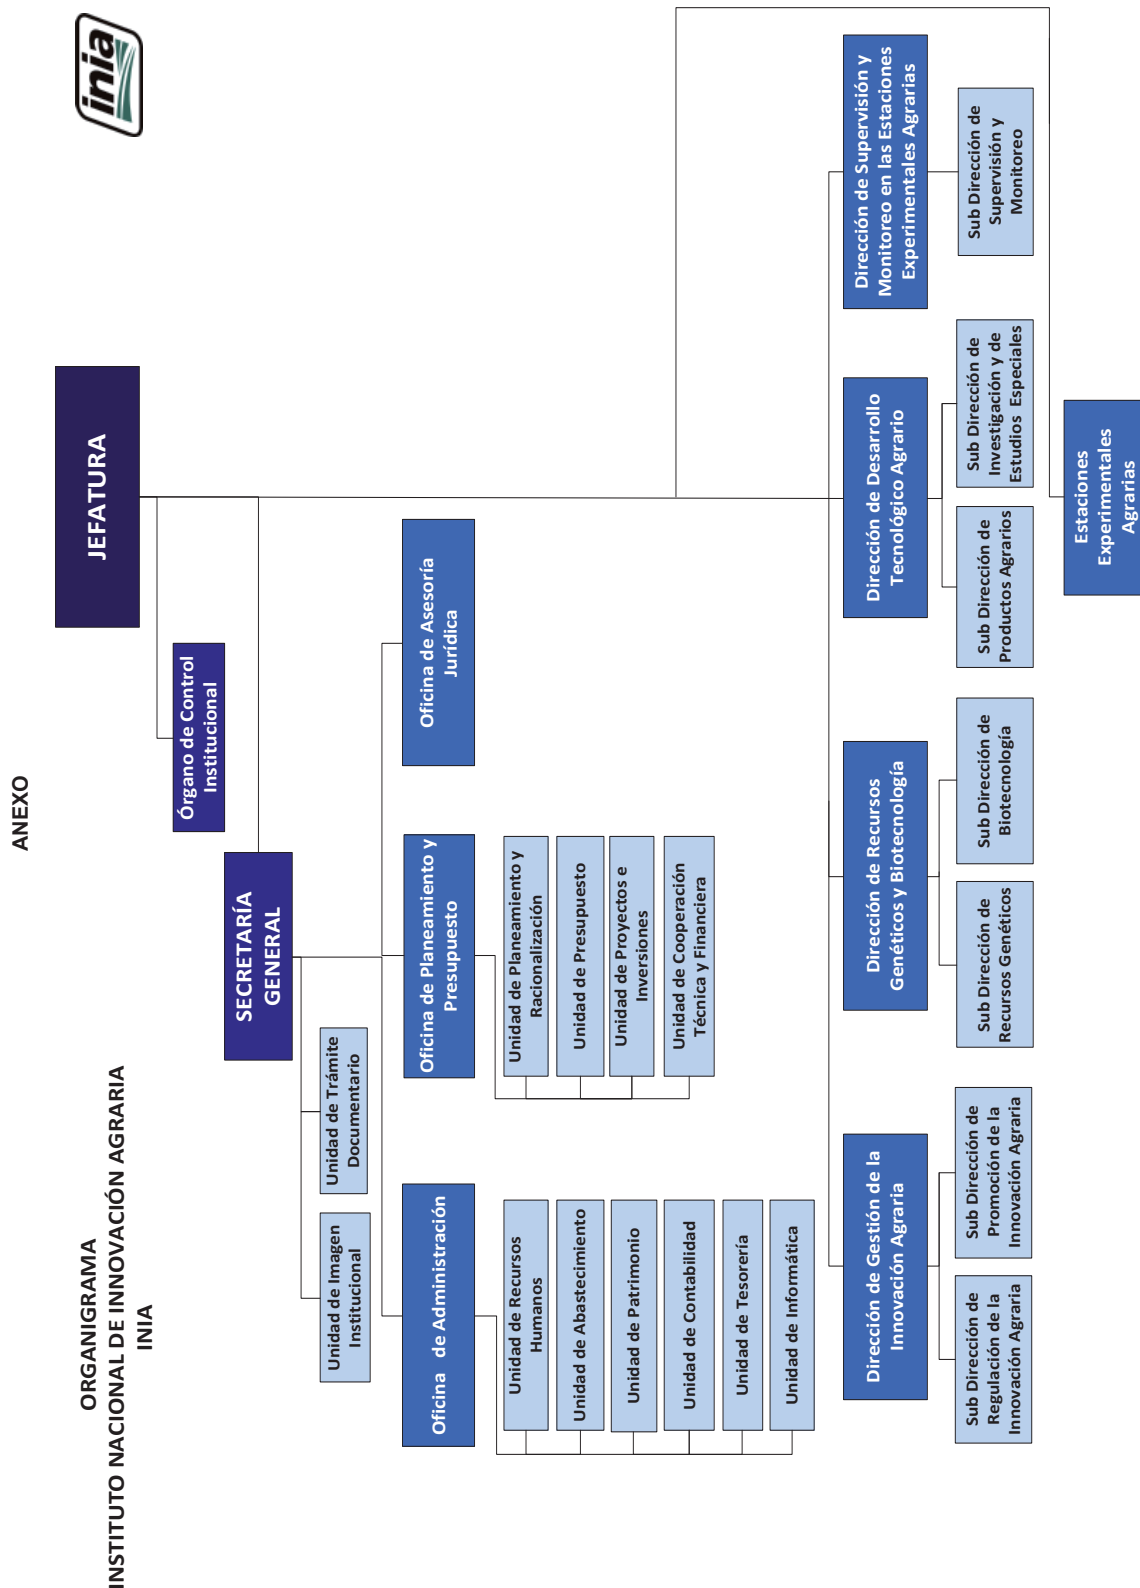 ANEXO
ORGANIGRAMA
INSTITUTO NACIONAL DE INNOVACIÓN AGRARIA
INIA
inia
JEFATURA
Órgano de Control
Institucional
SECRETARÍA
GENERAL
Unidad de Imagen
Institucional
Unidad de Trámite
Documentario
Oficina de Administración
Oficina de Planeamiento y
Presupuesto
Oficina de Asesoría
Jurídica
Unidad de Recursos
Humanos
Unidad de Abastecimiento
Unidad de Patrimonio
Unidad de Contabilidad
Unidad de Tesorería
Unidad de Informática
Unidad de Planeamiento y
Racionalización
Unidad de Presupuesto
Unidad de Proyectos e
Inversiones
Unidad de Cooperación
Técnica y Financiera
Dirección de Gestión de la
Innovación Agraria
Dirección de Recursos
Genéticos y Biotecnología
Dirección de Desarrollo
Tecnológico Agrario
Dirección de Supervisión y
Monitoreo en las Estaciones
Experimentales Agrarias
Sub Dirección de
Regulación de la
Innovación Agraria
Sub Dirección de
Promoción de la
Innovación Agraria
Sub Dirección de
Recursos Genéticos
Sub Dirección de
Biotecnología
Sub Dirección de
Productos Agrarios
Sub Dirección de
Investigación y de
Estudios Especiales
Sub Dirección de
Supervisión y
Monitoreo
Estaciones
Experimentales
Agrarias